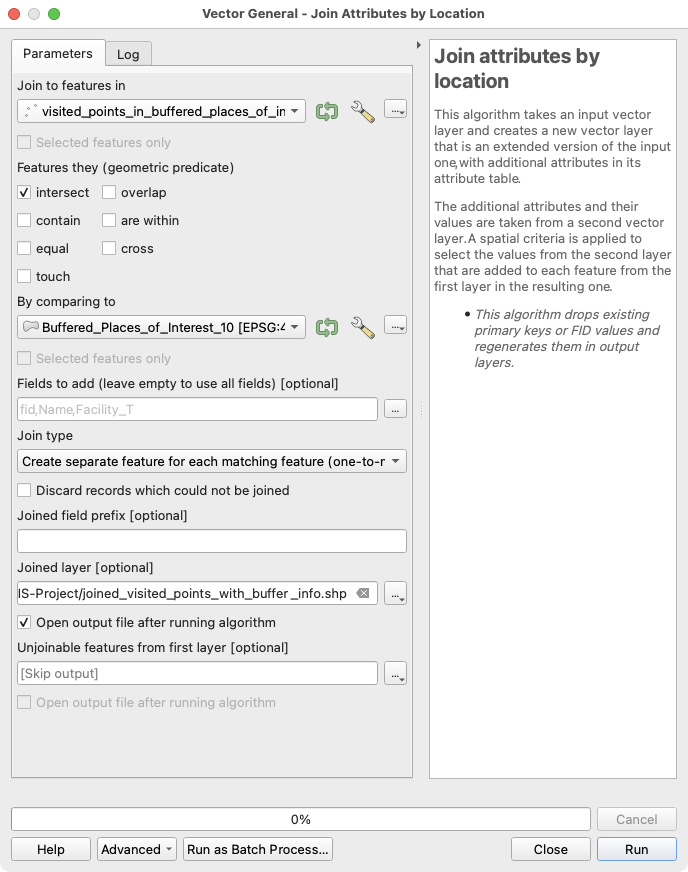 Vector General - Join Attributes by Location
Parameters
Log
Join to features in
visited_points_in_buffered_places_of_in
...
Selected features only
Features they (geometric predicate)
intersect overlap
contain are within
equal cross
touch
By comparing to
Buffered_Places_of_Interest_10 [EPSG:4
...
Selected features only
Fields to add (leave empty to use all fields) [optional]
fid,Name,Facility_T
...
Join type
Create separate feature for each matching feature (one-to-r
Discard records which could not be joined
Joined field prefix [optional]
Joined layer [optional]
IS-Project/joined_visited_points_with_buffer_info.shp
...
Open output file after running algorithm
Unjoinable features from first layer [optional]
[Skip output]
...
Open output file after running algorithm
Join attributes by
location
This algorithm takes an input vector
layer and creates a new vector layer
that is an extended version of the input
one,with additional attributes in its
attribute table.
The additional attributes and their
values are taken from a second vector
layer.A spatial criteria is applied to
select the values from the second layer
that are added to each feature from the
first layer in the resulting one.
• This algorithm drops existing
primary keys or FID values and
regenerates them in output
layers.
0%
Cancel
Help
Advanced
Run as Batch Process...
Close
Run